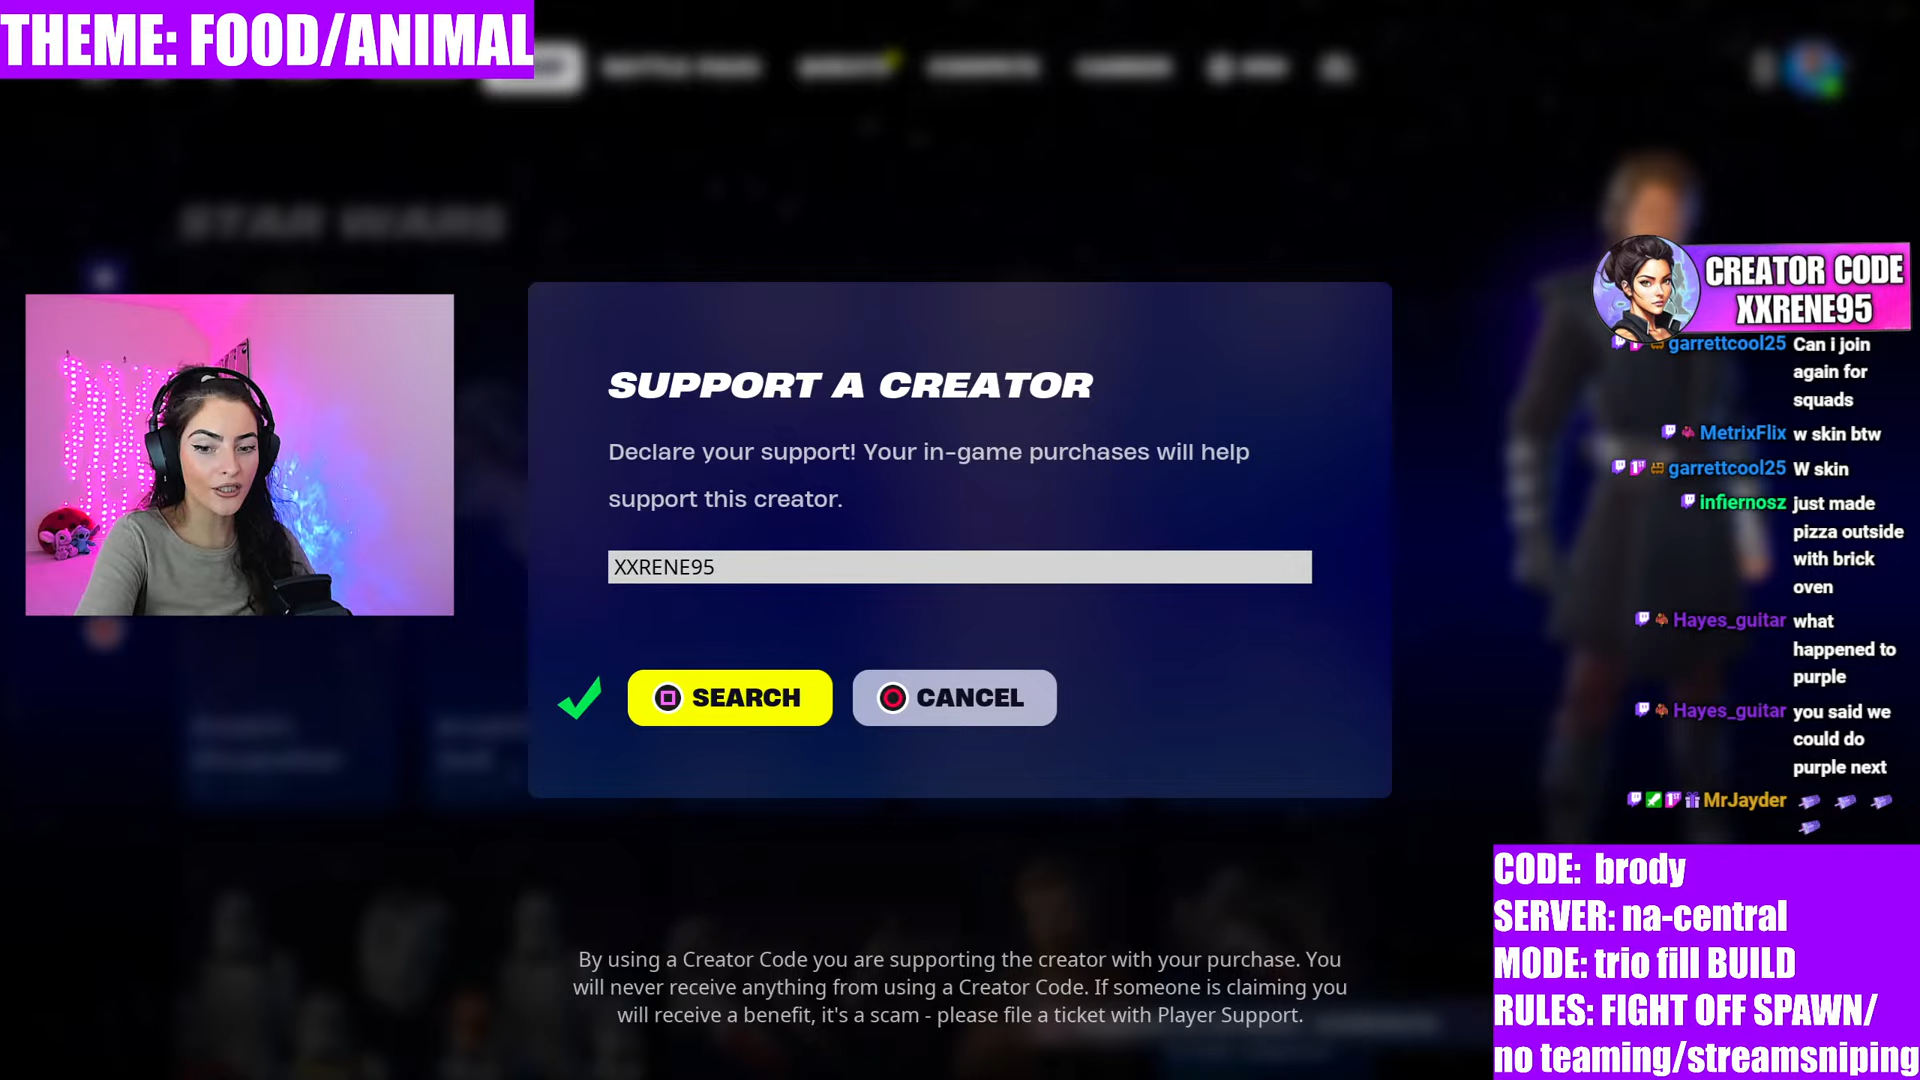 THEME: FOOD/ANIMAL
STAR WARS
SUPPORT A CREATOR
Declare your support! Your in-game purchases will help
support this creator.
XXRENE95
SEARCH
CANCEL
By using a Creator Code you are supporting the creator with your purchase. You
will never receive anything from using a Creator Code. If someone is claiming you
will receive a benefit, it's a scam - please file a ticket with Player Support.
CREATOR CODE
XXRENE95
garrettcool25 Can i join
again for
squads
MetrixFlix w skin btw
garrettcool25 W skin
infiernosz just made
pizza outside
with brick
oven
Hayes_guitar what
happened to
purple
Hayes_guitar you said we
could do
purple next
MrJayder
CODE: brody
SERVER: na-central
MODE: trio fill BUILD
RULES: FIGHT OFF SPAWN/
no teaming/streamsniping